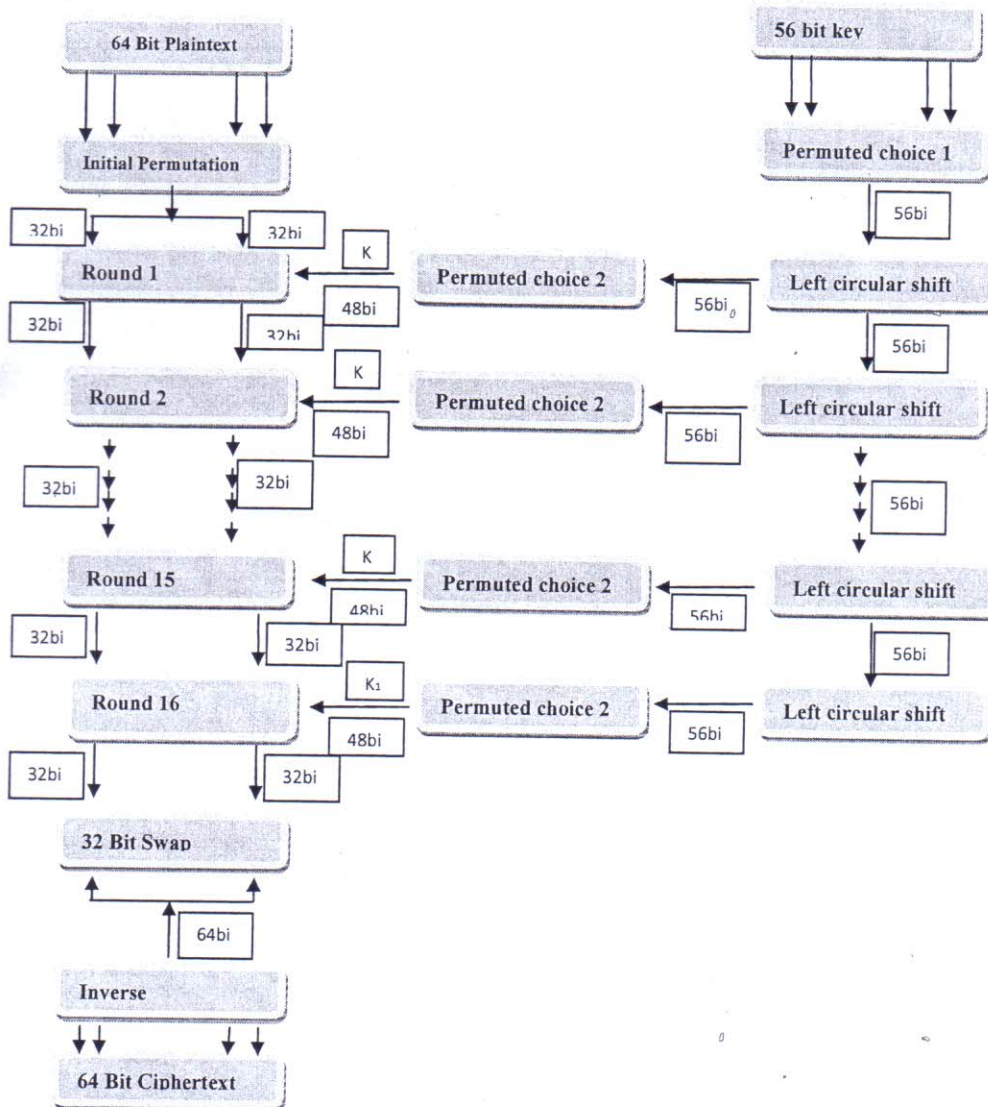 64 Bit Plaintext
56 bit key
Initial Permutation
Permuted choice 1
56bi
32bi
32bi
K
Round 1
Permuted choice 2
Left circular shift
48bi
56bi
32bi
32bi
56bi
K
Round 2
Permuted choice 2
Left circular shift
48bi
56bi
32bi
32bi
56bi
K
Round 15
Permuted choice 2
Left circular shift
48bi
56bi
32bi
32bi
56bi
K1
Round 16
Permuted choice 2
Left circular shift
48bi
56bi
32bi
32bi
32 Bit Swap
64bi
Inverse
64 Bit Ciphertext